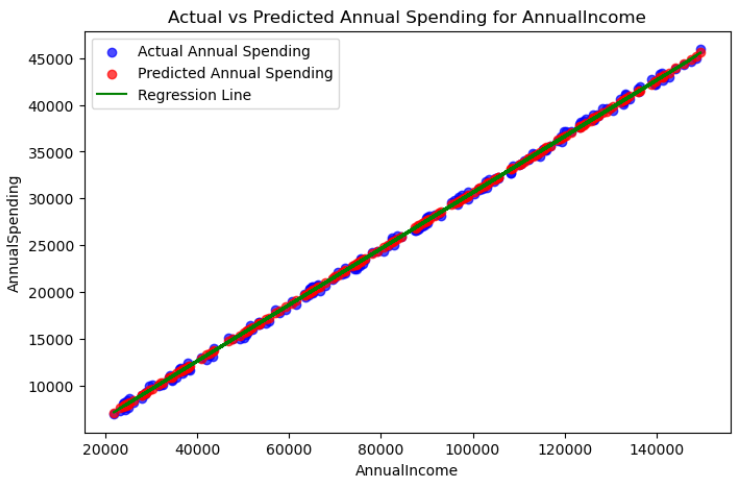 Actual vs Predicted Annual Spending for AnnualIncome
Actual Annual Spending
Predicted Annual Spending
Regression Line
AnnualSpending
45000
40000
35000
30000
25000
20000
15000
10000
20000 40000 60000 80000 100000 120000 140000
AnnualIncome